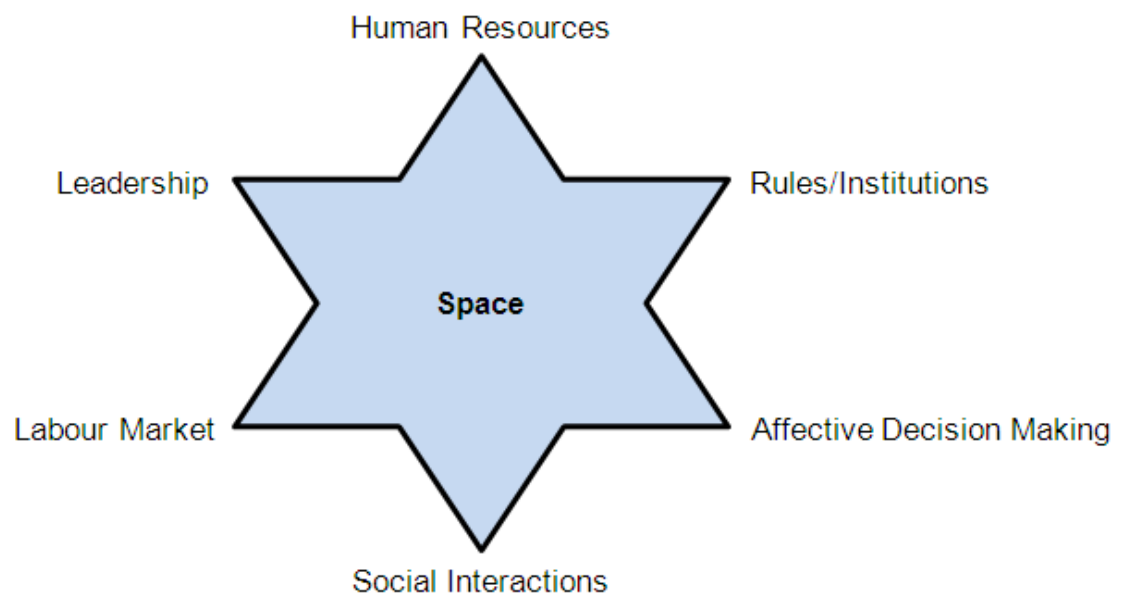 Human Resources
Leadership
Rules/Institutions
Space
Labour Market
Affective Decision Making
Social Interactions